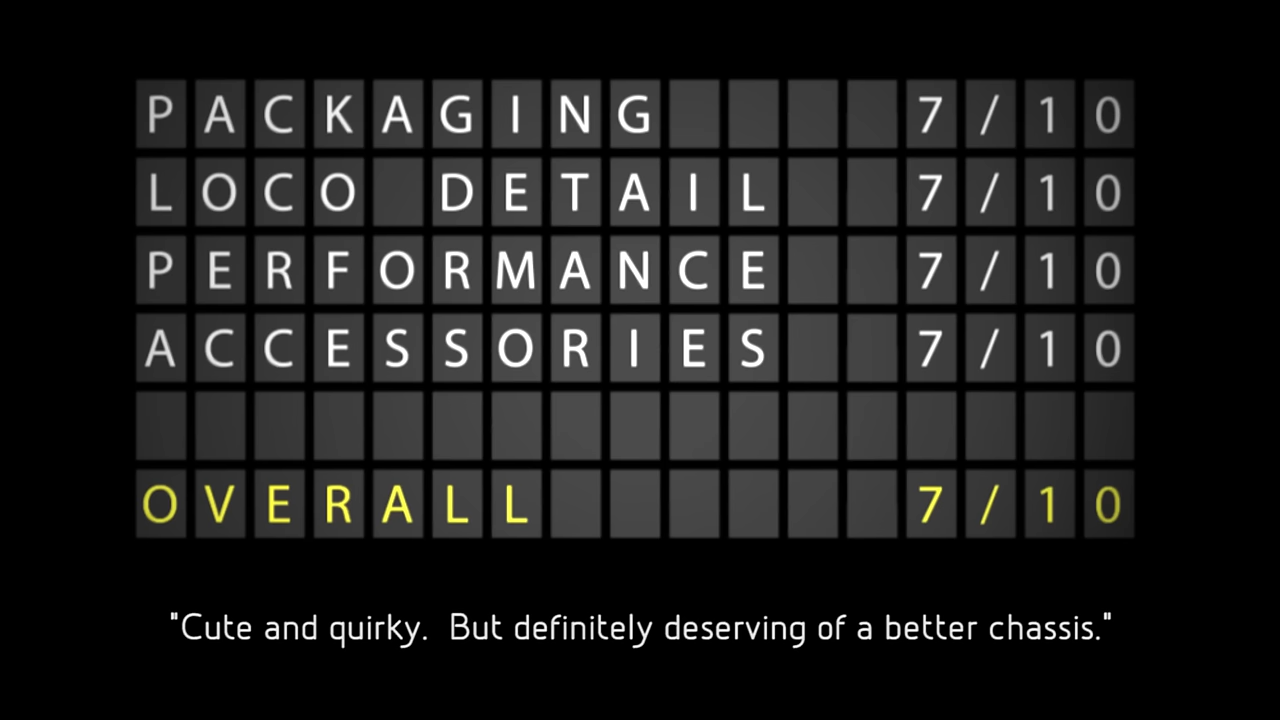 PACKAGING 7/10
LOCO DETAIL 7/10
PERFORMANCE 7/10
ACCESSORIES 7/10
OVERALL 7/10
"Cute and quirky. But definitely deserving of a better chassis."